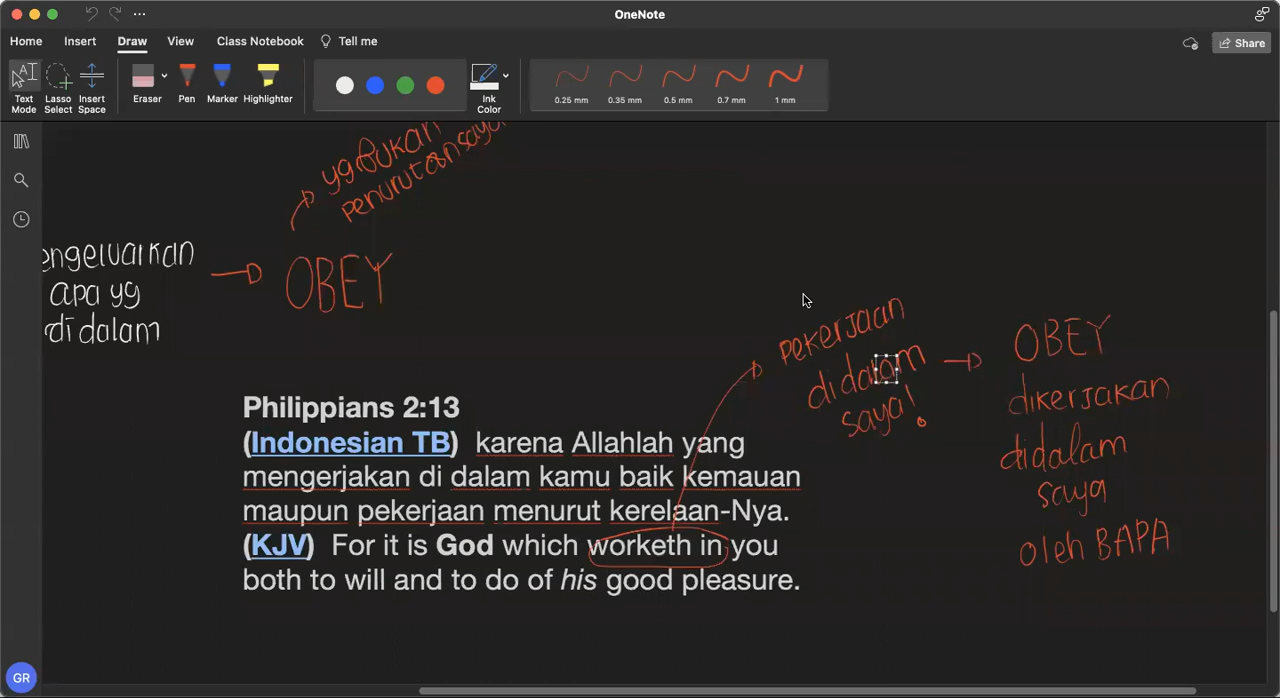 OneNote
Home Insert Draw View Class Notebook Tell me
Share
Text Mode
Lasso Select
Insert Space
Eraser
Pen
Marker
Highlighter
Ink Color
0.25 mm
0.35 mm
0.5 mm
0.7 mm
1 mm
yg Bukan
penurutan saya
engeluarkan
apa yg
didalam
OBEY
pekerjaan
didalam
saya!
OBEY
dikerjakan
didalam
saya
oleh BAPA
Philippians 2:13
(Indonesian TB) karena Allahlah yang
mengerjakan di dalam kamu baik kemauan
maupun pekerjaan menurut kerelaan-Nya.
(KJV) For it is God which worketh in you
both to will and to do of his good pleasure.
GR